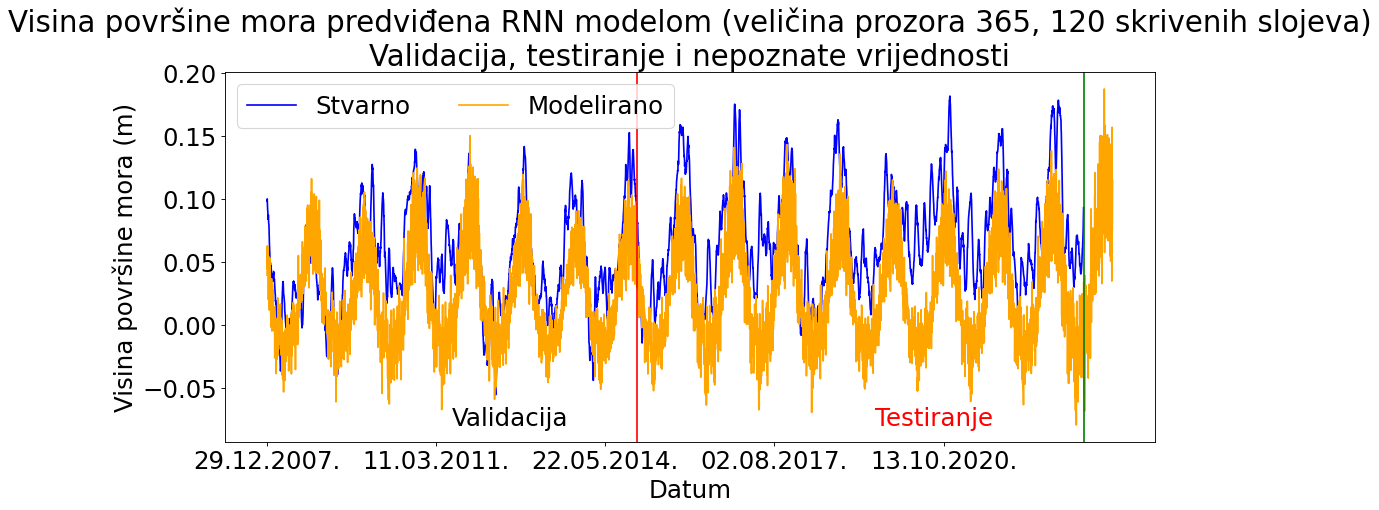 Visina površine mora predviđena RNN modelom (veličina prozora 365, 120 skrivenih slojeva)
Validacija, testiranje i nepoznate vrijednosti
Stvarno
Modelirano
Visina površine mora (m)
0.20
0.15
0.10
0.05
0.00
−0.05
Validacija
Testiranje
29.12.2007.
11.03.2011.
22.05.2014.
02.08.2017.
13.10.2020.
Datum